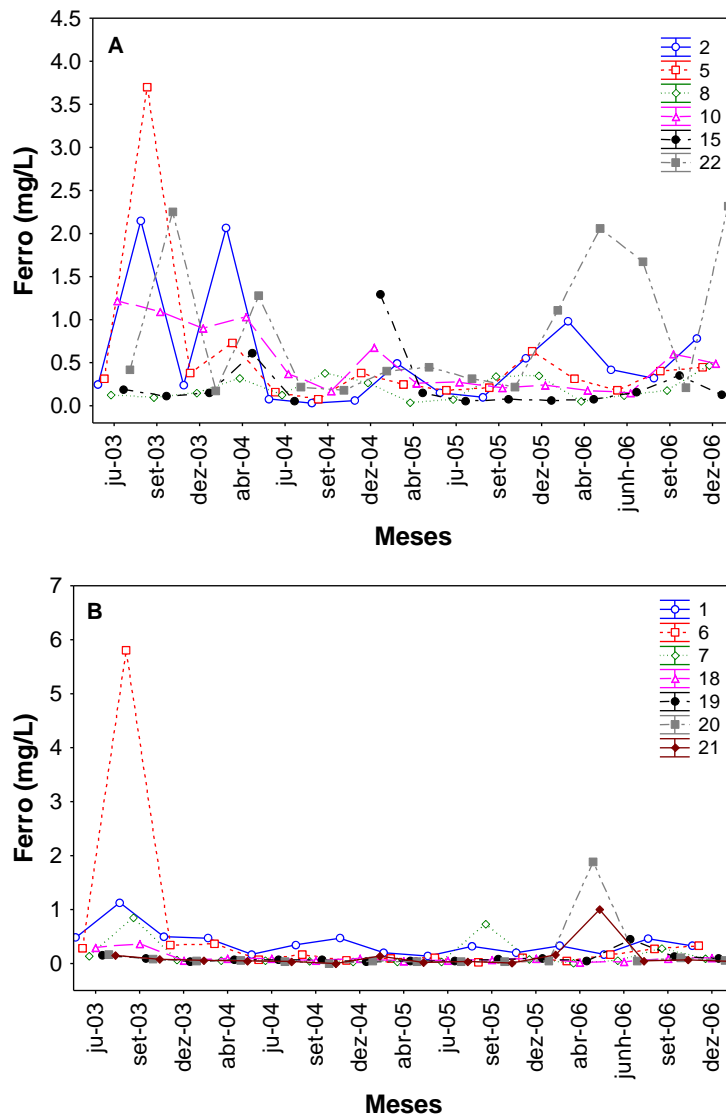 A
4.5
4.0
3.5
3.0
2.5
2.0
1.5
1.0
0.5
0.0
Ferro (mg/L)
2
5
8
10
15
22
ju-03
set-03
dez-03
abr-04
jul-04
set-04
dez-04
abr-05
jul-05
set-05
dez-05
abr-06
junh-06
set-06
dez-06
Meses
B
7
6
5
4
3
2
1
0
Ferro (mg/L)
1
6
7
18
19
20
21
ju-03
set-03
dez-03
abr-04
jul-04
set-04
dez-04
abr-05
jul-05
set-05
dez-05
abr-06
junh-06
set-06
dez-06
Meses